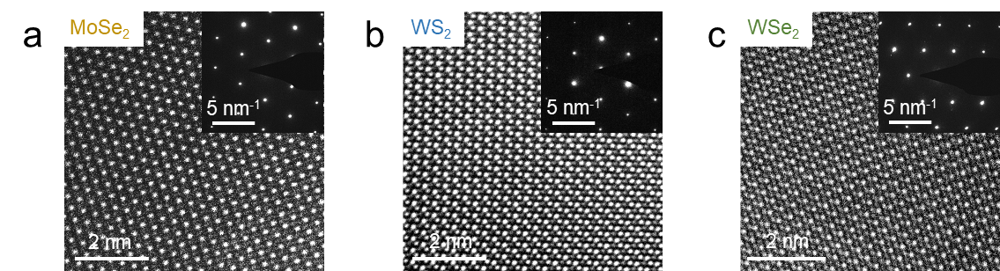 a
MoSe₂
5 nm⁻¹
2 nm
b
WS₂
5 nm⁻¹
2 nm
c
WSe₂
5 nm⁻¹
2 nm